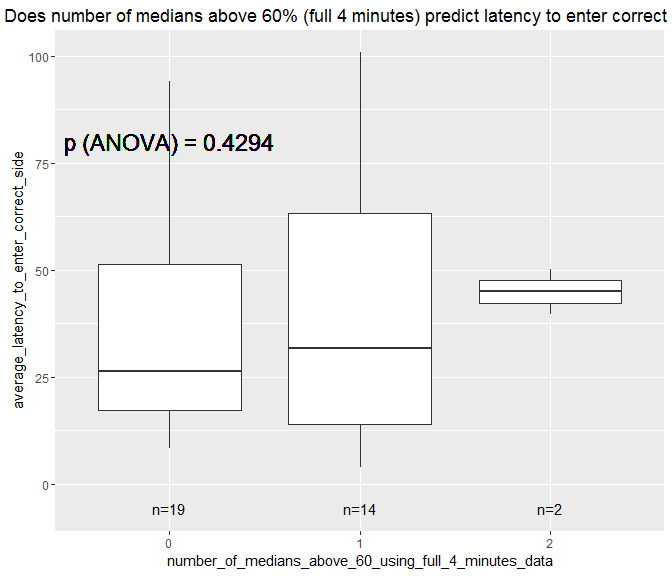 Does number of medians above 60% (full 4 minutes) predict latency to enter correct
100
p (ANOVA) = 0.4294
75
average_latency_to_enter_correct_side
50
25
0
n=19 n=14 n=2
0 1 2
number_of_medians_above_60_using_full_4_minutes_data